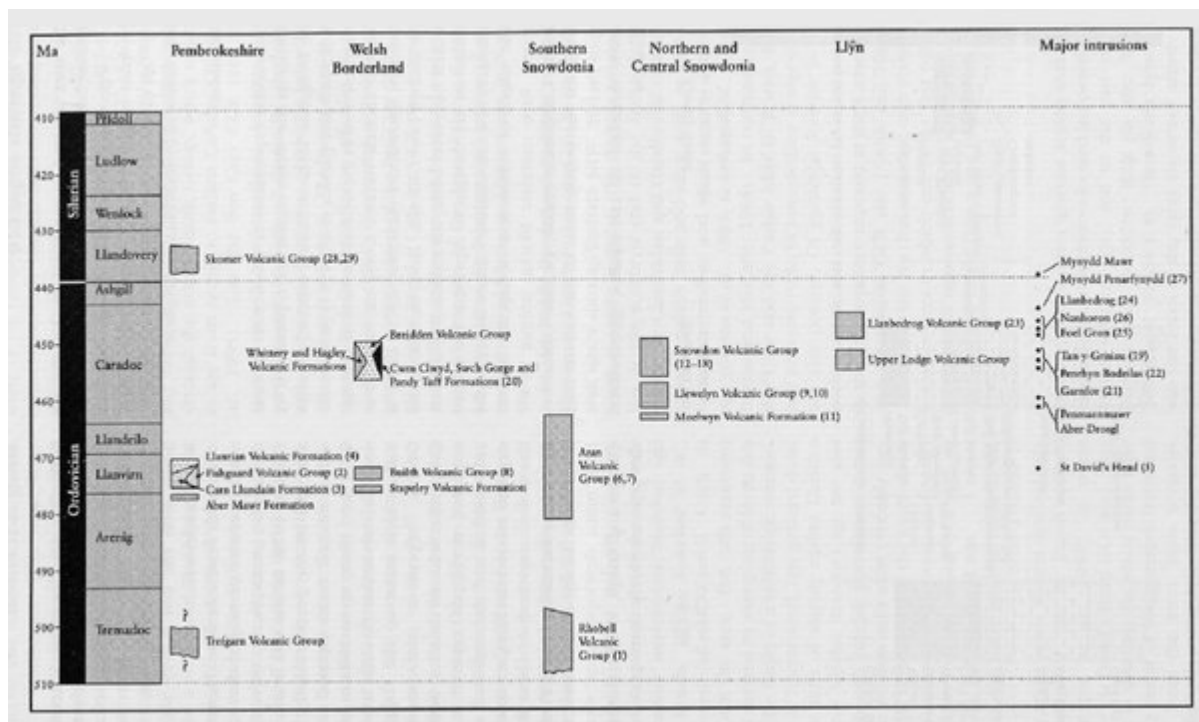 Ma
Pembrokeshire
Welsh
Borderland
Southern
Snowdonia
Northern and
Central Snowdonia
Llŷn
Major intrusions
410
420
430
440
450
460
470
480
490
500
510
Silurian
Ordovician
Přídolí
Ludlow
Wenlock
Llandovery
Ashgill
Caradoc
Llandeilo
Llanvirn
Arenig
Tremadoc
Skomer Volcanic Group (28,29)
Llanrian Volcanic Formation (4)
Fishguard Volcanic Group (2)
Carn Llundain Formation (3)
Aber Mawr Formation
?
Trefgarn Volcanic Group
?
Breidden Volcanic Group
Whittery and Hagley
Volcanic Formations
Cwm Clwyd, Swch Gorge and
Pandy Tuff Formations (20)
Builth Volcanic Group (8)
Stapeley Volcanic Formation
Aran
Volcanic
Group (6,7)
Rhobell
Volcanic
Group (1)
Snowdon Volcanic Group
(12–18)
Llewelyn Volcanic Group (9,10)
Moelwyn Volcanic Formation (11)
Llanbedrog Volcanic Group (23)
Upper Lodge Volcanic Group
Mynydd Mawr
Mynydd Penarfynydd (27)
Llanbedrog (24)
Nanhoron (26)
Foel Gron (25)
Tan y Grisiau (19)
Penrhyn Bodeilas (22)
Garnfor (21)
Penmaenmawr
Aber Drosgl
St David's Head (5)